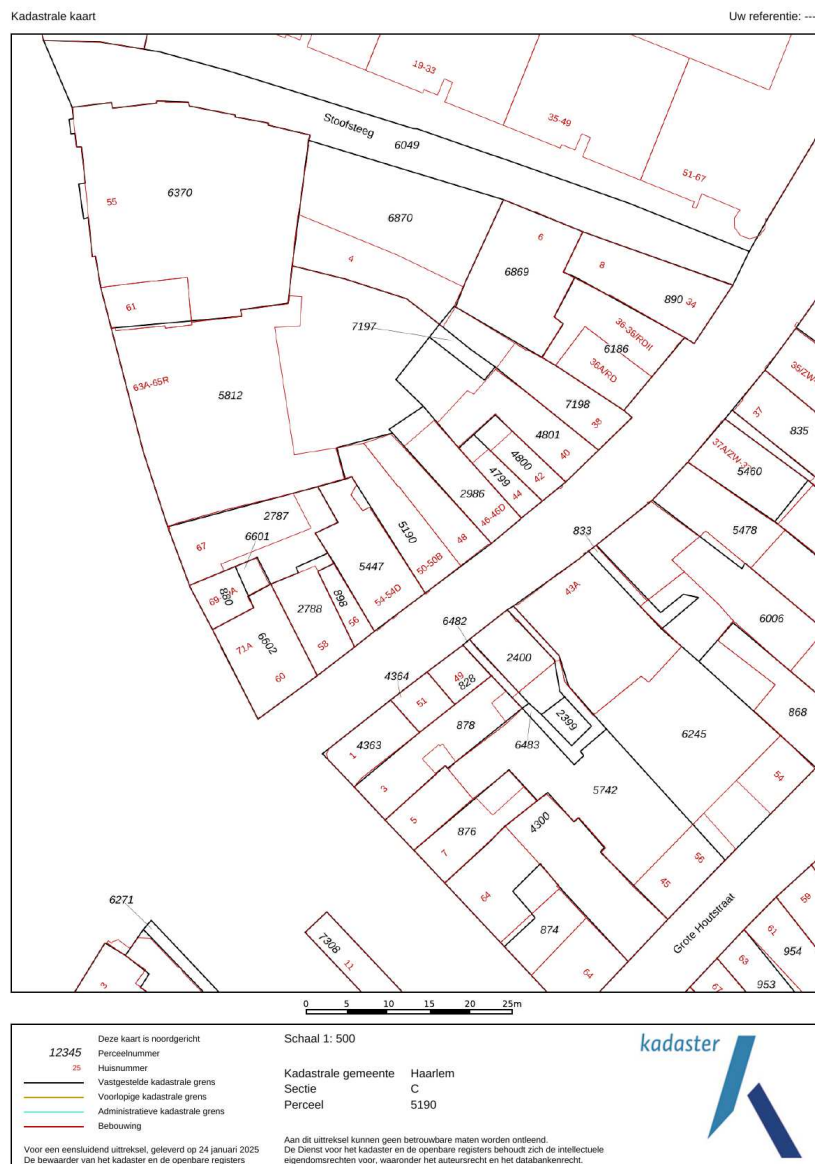 Kadastrale kaart
Uw referentie: ---
19-33
35-49
51-67
Stoofsteeg
6049
6370
55
6870
4
6
8
6869
890
34
61
7197
36-36/RDII
6186
36A/RD
63A-65R
5812
7198
38
4801
40
4800
42
4799
44
2986
46-46D
48
5190
50-50B
35/ZW-
37
835
37A/ZW-
5460
5478
2787
67
6601
880
5447
54-54D
898
56
2788
58
6602
71A
60
833
43A
6006
6482
2400
4364
49
828
51
878
2399
6483
6245
868
4363
1
3
5
5742
54
876
7
4300
56
45
64
874
64
Grote Houtstraat
59
61
954
63
953
67
6271
3
7308
11
0 5 10 15 20 25m
Deze kaart is noordgericht
12345 Perceelnummer
25 Huisnummer
Vastgestelde kadastrale grens
Voorlopige kadastrale grens
Administratieve kadastrale grens
Bebouwing
Voor een eensluidend uittreksel, geleverd op 24 januari 2025
De bewaarder van het kadaster en de openbare registers
Schaal 1: 500
Kadastrale gemeente Haarlem
Sectie C
Perceel 5190
Aan dit uittreksel kunnen geen betrouwbare maten worden ontleend.
De Dienst voor het kadaster en de openbare registers behoudt zich de intellectuele
eigendomsrechten voor, waaronder het auteursrecht en het databankenrecht.
kadaster